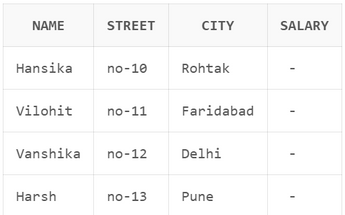 NAME STREET CITY SALARY
Hansika no-10 Rohtak -
Vilohit no-11 Faridabad -
Vanshika no-12 Delhi -
Harsh no-13 Pune -